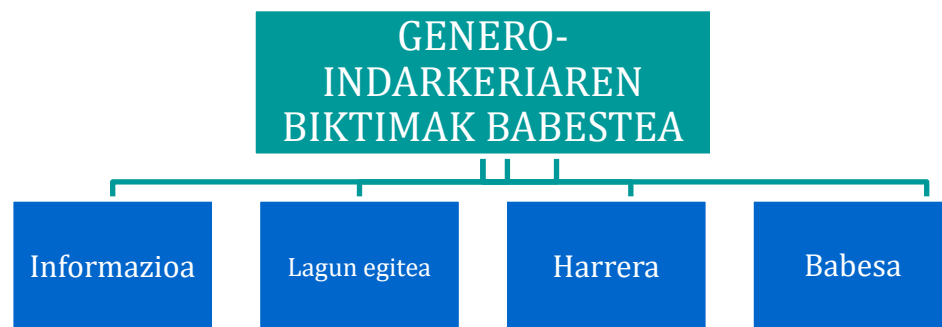 GENERO-
INDARKERIAREN
BIKTIMAK BABESTEA
Informazioa
Lagun egitea
Harrera
Babesa